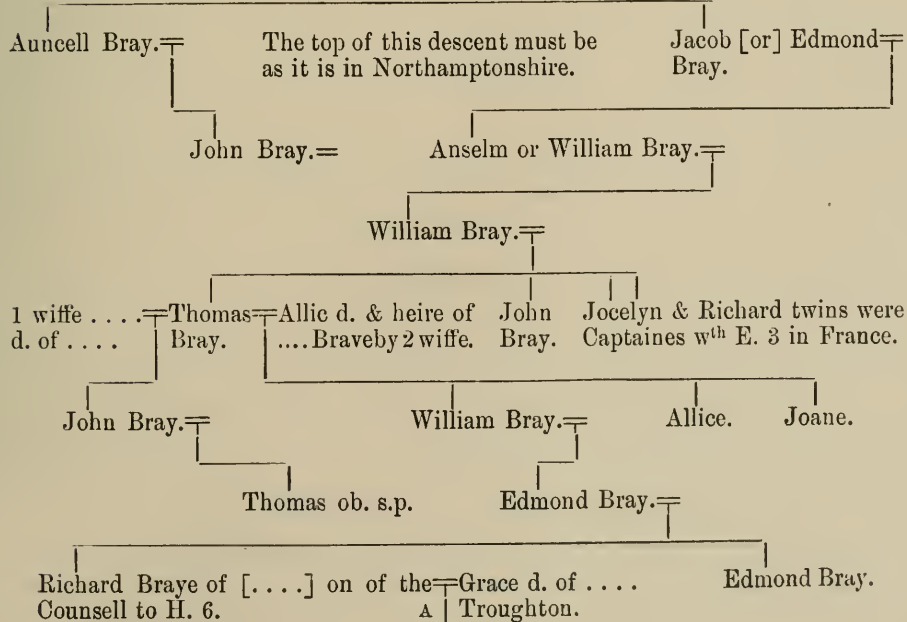 Auncell Bray.
The top of this descent must be
as it is in Northamptonshire.
Jacob [or] Edmond
Bray.
John Bray.
Anselm or William Bray.
William Bray.
1 wiffe . . . .
d. of . . . .
Thomas
Bray.
Allic d. & heire of
....Braveby 2 wiffe.
John
Bray.
Jocelyn & Richard twins were
Captaines wth E. 3 in France.
John Bray.
William Bray.
Allice.
Joane.
Thomas ob. s.p.
Edmond Bray.
Richard Braye of [. . . .] on of the
Counsell to H. 6.
A
Grace d. of . . . .
Troughton.
Edmond Bray.